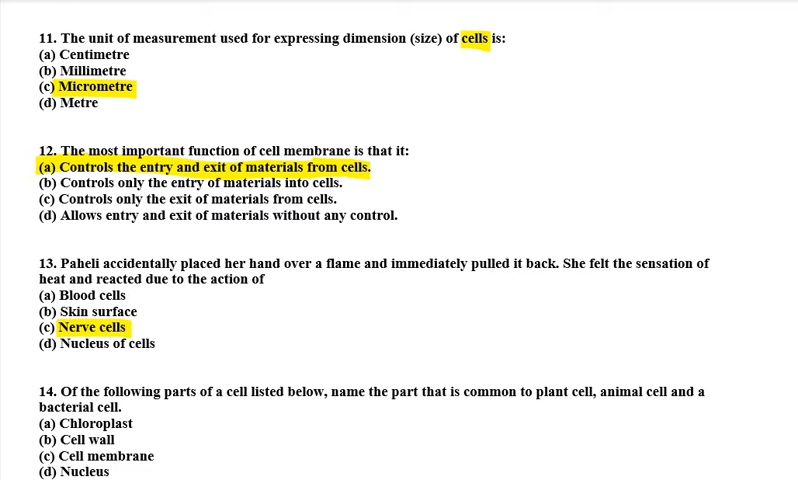 11. The unit of measurement used for expressing dimension (size) of cells is:
(a) Centimetre
(b) Millimetre
(c) Micrometre
(d) Metre
12. The most important function of cell membrane is that it:
(a) Controls the entry and exit of materials from cells.
(b) Controls only the entry of materials into cells.
(c) Controls only the exit of materials from cells.
(d) Allows entry and exit of materials without any control.
13. Paheli accidentally placed her hand over a flame and immediately pulled it back. She felt the sensation of
heat and reacted due to the action of
(a) Blood cells
(b) Skin surface
(c) Nerve cells
(d) Nucleus of cells
14. Of the following parts of a cell listed below, name the part that is common to plant cell, animal cell and a
bacterial cell.
(a) Chloroplast
(b) Cell wall
(c) Cell membrane
(d) Nucleus